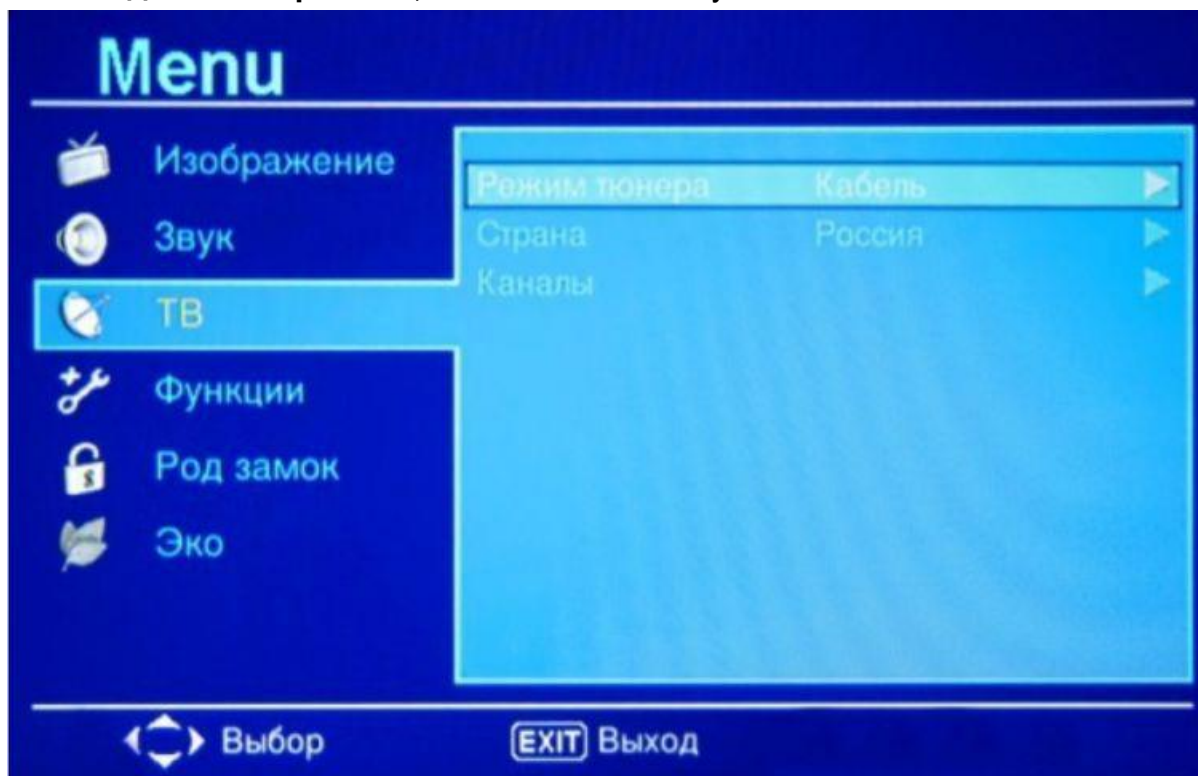 Menu
Изображение
Звук
ТВ
Функции
Род замок
Эко
Режим тюнера Кабель
Страна Россия
Каналы
Выбор
EXIT Выход